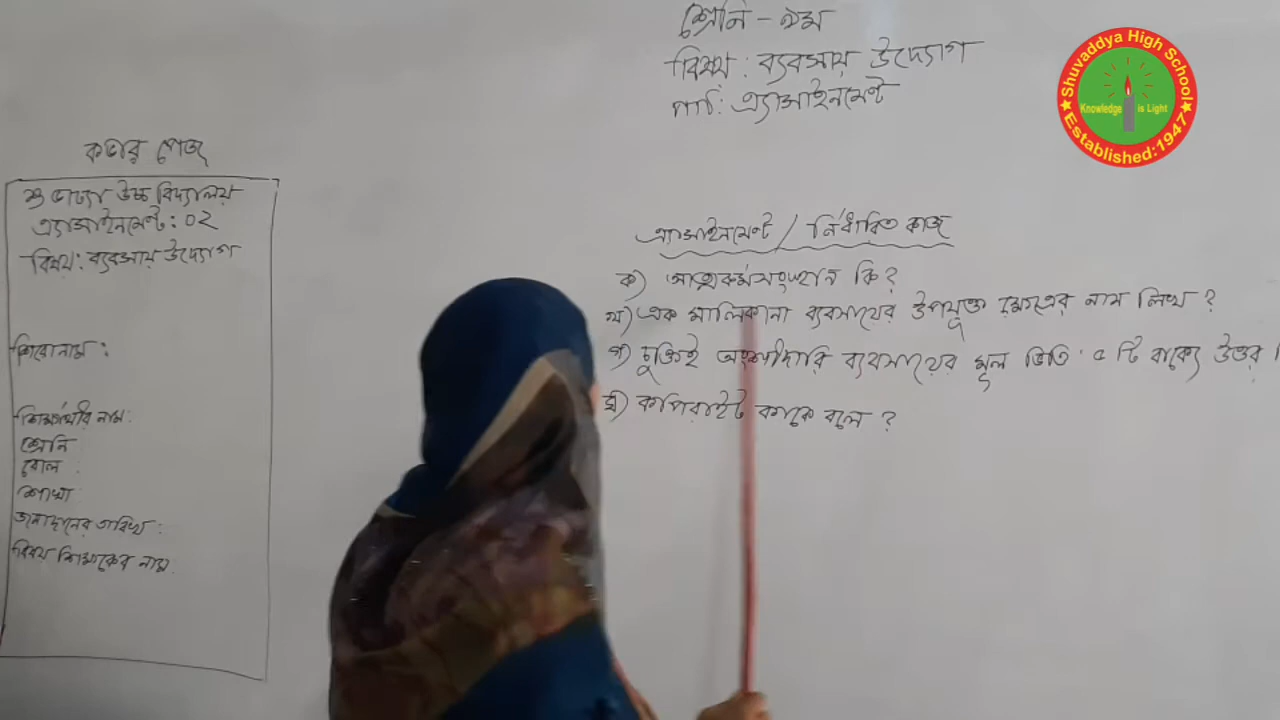 শ্রেনি - ৯ম
বিষয় : ব্যবসায় উদ্যোগ
পাঠ: এ্যাসাইনমেন্ট
Shuvaddya High School
Knowledge is Light
Established:1947
কভার পেজ
শুভাঢ্যা উচ্চ বিদ্যালয়
এ্যাসাইনমেন্ট : ০২
বিষয়: ব্যবসায় উদ্যোগ
শিরোনাম :
শিক্ষার্থীর নাম:
শ্রেনি
রোল :
শাখা
জমাদানের তারিখ :
বিষয় শিক্ষকের নাম
এ্যাসাইনমেন্ট / নির্ধারিত কাজ
ক) আত্মকর্মসংস্থান কি ?
খ) এক মালিকানা ব্যবসায়ের উপযুক্ত ক্ষেত্রের নাম লিখ ?
গ) চুক্তিই অংশীদারি ব্যবসায়ের মূল ভিতি ৫ টি বাক্যে উত্তর
ঘ) কপিরাইট কাকে বলে ?